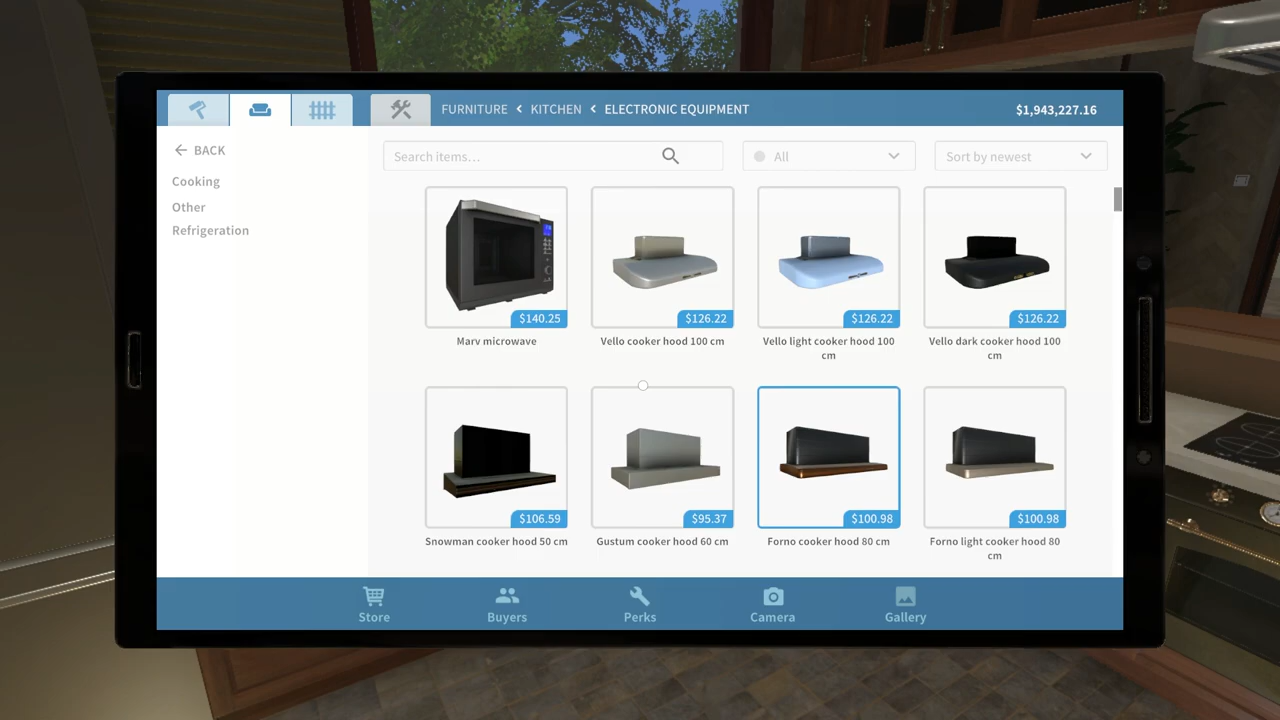 FURNITURE < KITCHEN < ELECTRONIC EQUIPMENT
$1,943,227.16
BACK
Cooking
Other
Refrigeration
Search items...
All
Sort by newest
$140.25
$126.22
$126.22
$126.22
Marv microwave
Vello cooker hood 100 cm
Vello light cooker hood 100
cm
Vello dark cooker hood 100
cm
$106.59
$95.37
$100.98
$100.98
Snowman cooker hood 50 cm
Gustum cooker hood 60 cm
Forno cooker hood 80 cm
Forno light cooker hood 80
cm
Store
Buyers
Perks
Camera
Gallery